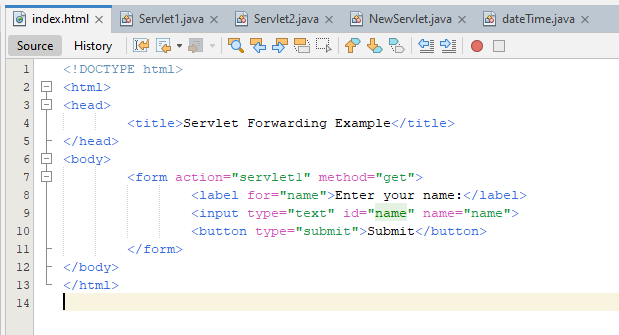 index.html Servlet1.java Servlet2.java NewServlet.java dateTime.java
Source History
1 <!DOCTYPE html>
2 <html>
3 <head>
4 <title>Servlet Forwarding Example</title>
5 </head>
6 <body>
7 <form action="servlet1" method="get">
8 <label for="name">Enter your name:</label>
9 <input type="text" id="name" name="name">
10 <button type="submit">Submit</button>
11 </form>
12 </body>
13 </html>
14